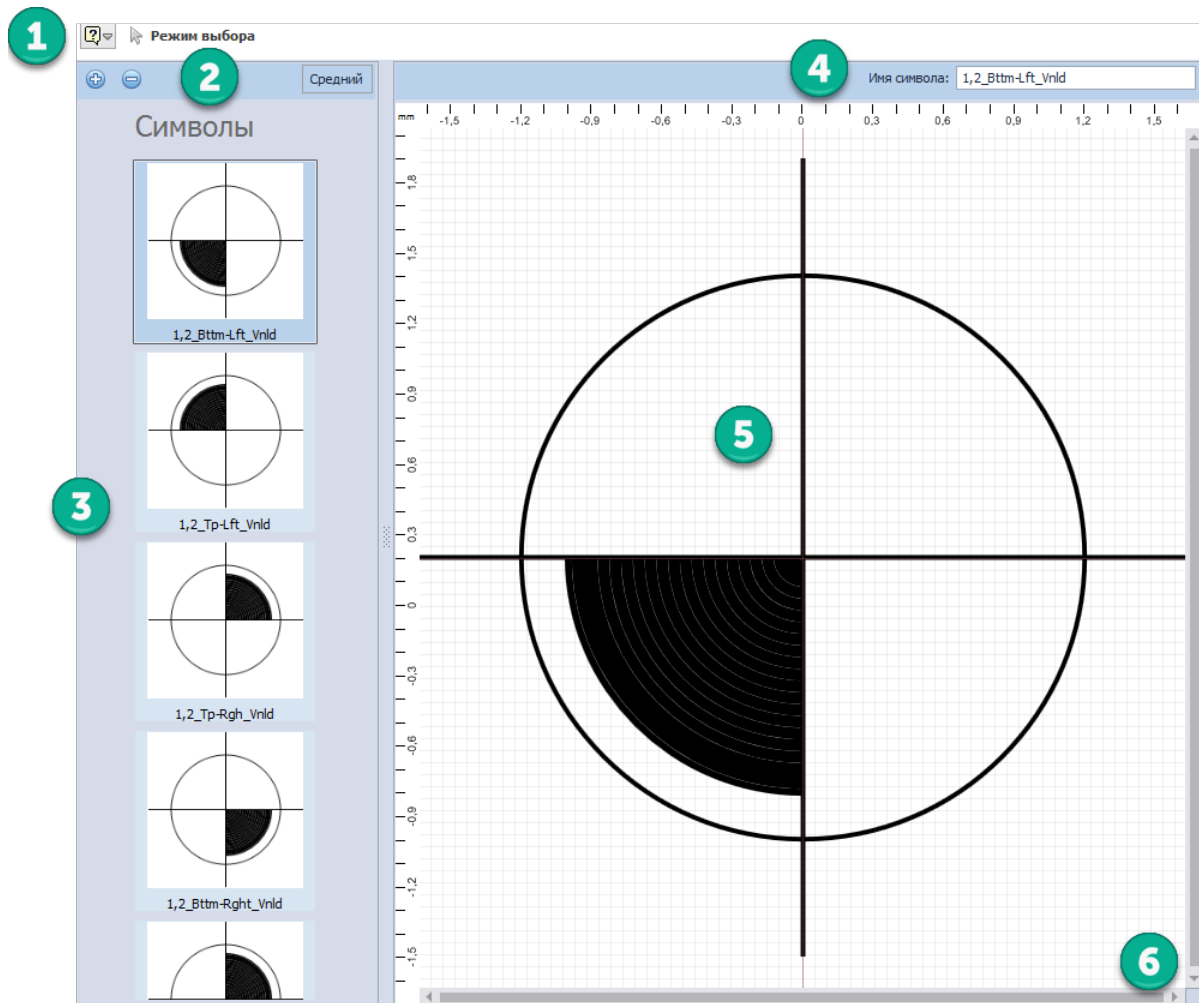 1
Режим выбора
2
Средний
4
Имя символа: 1,2_Bttm-Lft_Vnld
Символы
mm
-1,5 -1,2 -0,9 -0,6 -0,3 0 0,3 0,6 0,9 1,2 1,5
1,8
1,5
1,2
0,9
0,6
0,3
0
-0,3
-0,6
-0,9
-1,2
-1,5
1,2_Bttm-Lft_Vnld
1,2_Tp-Lft_Vnld
3
1,2_Tp-Rgh_Vnld
1,2_Bttm-Rght_Vnld
5
6